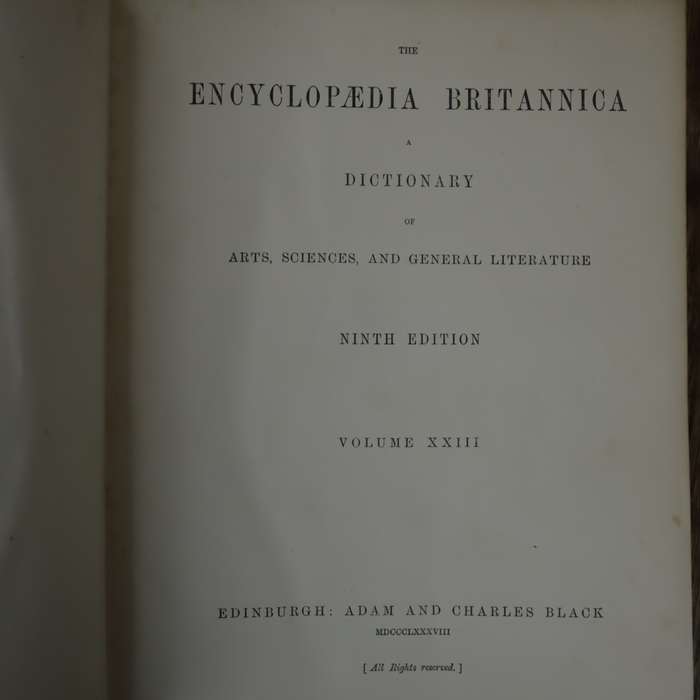 THE
ENCYCLOPÆDIA BRITANNICA
A
DICTIONARY
OF
ARTS, SCIENCES, AND GENERAL LITERATURE
NINTH EDITION
VOLUME XXIII
EDINBURGH: ADAM AND CHARLES BLACK
MDCCCLXXXVIII
[ All Rights reserved. ]